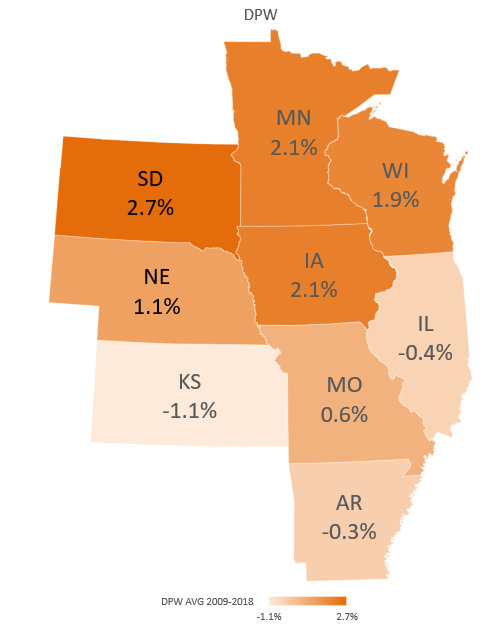 DPW
MN
2.1%
WI
1.9%
SD
2.7%
IA
2.1%
NE
1.1%
IL
-0.4%
KS
-1.1%
MO
0.6%
AR
-0.3%
DPW AVG 2009-2018
-1.1% 2.7%